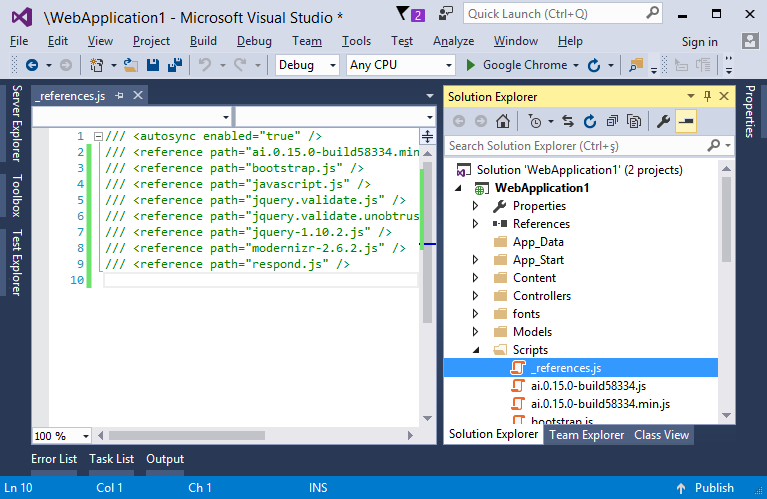 \WebApplication1 - Microsoft Visual Studio *
2
Quick Launch (Ctrl+Q)
File Edit View Project Build Debug Team Tools Test Analyze Window Help Sign in
Debug Any CPU Google Chrome
Server Explorer
Toolbox
Test Explorer
_references.js
1 /// <autosync enabled="true" />
2 /// <reference path="ai.0.15.0-build58334.min
3 /// <reference path="bootstrap.js" />
4 /// <reference path="javascript.js" />
5 /// <reference path="jquery.validate.js" />
6 /// <reference path="jquery.validate.unobtrus
7 /// <reference path="jquery-1.10.2.js" />
8 /// <reference path="modernizr-2.6.2.js" />
9 /// <reference path="respond.js" />
10
100 %
Solution Explorer
Search Solution Explorer (Ctrl+ş)
Solution 'WebApplication1' (2 projects)
WebApplication1
Properties
References
App_Data
App_Start
Content
Controllers
fonts
Models
Scripts
_references.js
ai.0.15.0-build58334.js
ai.0.15.0-build58334.min.js
bootstrap.js
Solution Explorer Team Explorer Class View
Properties
Error List Task List Output
Ln 10 Col 1 Ch 1 INS Publish